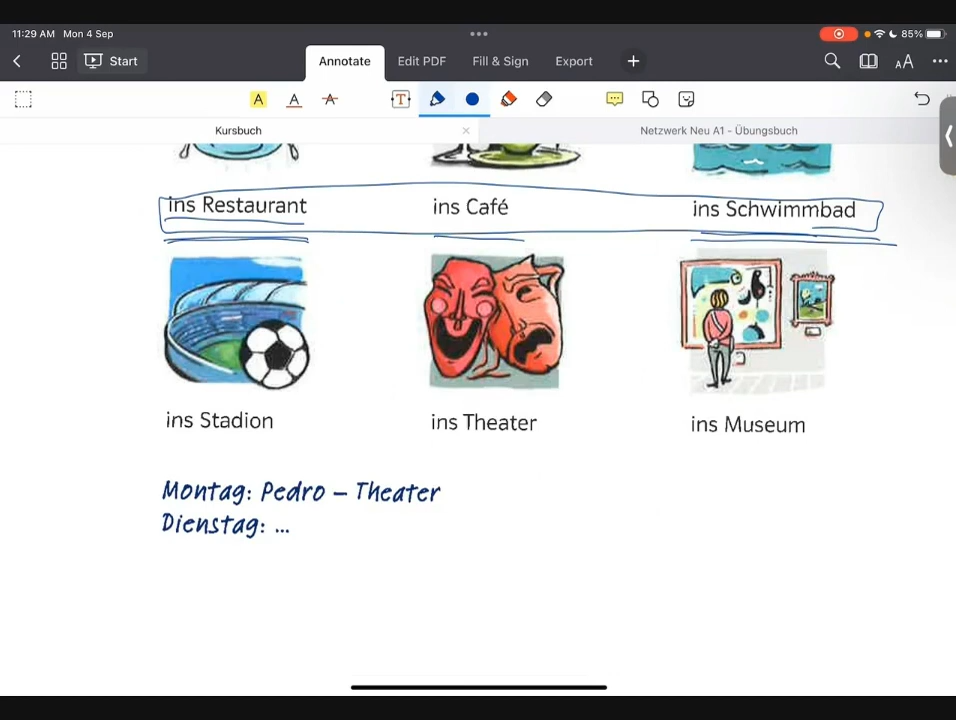 11:29 AM Mon 4 Sep
85%
Start
Annotate
Edit PDF
Fill & Sign
Export
A A T AA
Kursbuch
Netzwerk Neu A1 - Übungsbuch
ins Restaurant
ins Café
ins Schwimmbad
ins Stadion
ins Theater
ins Museum
Montag: Pedro – Theater
Dienstag: ...